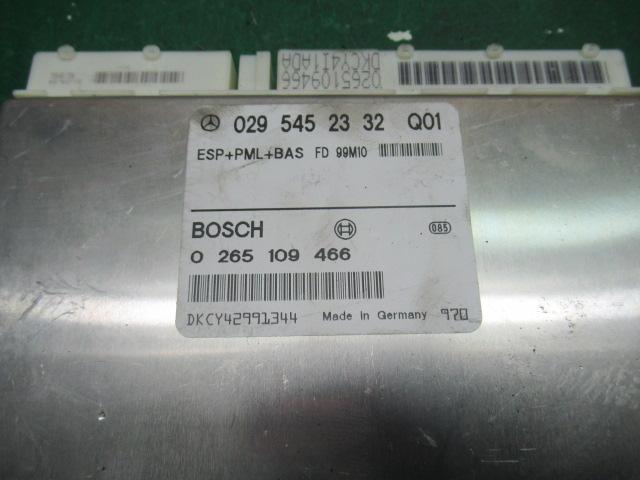 0265109466
DKCY4I1ADA
029 545 23 32 Q01
ESP+PML+BAS FD 99M10
BOSCH
085
0 265 109 466
DKCY42991344 Made in Germany 970